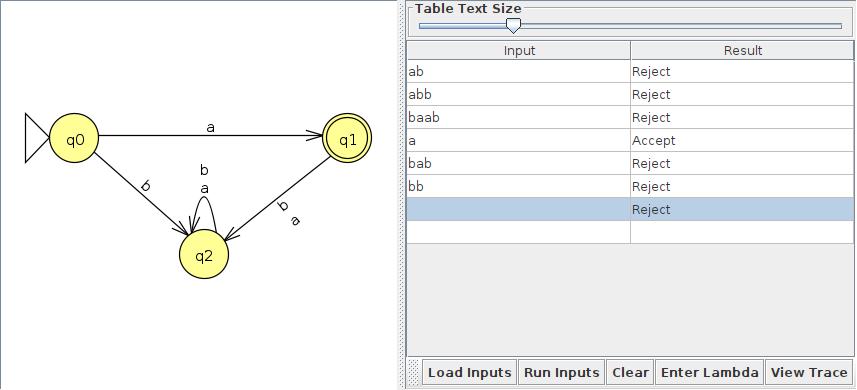 Table Text Size
Input Result
ab Reject
abb Reject
baab Reject
a Accept
bab Reject
bb Reject
Reject
a
q0
q1
b
b
a
b
a
q2
Load Inputs Run Inputs Clear Enter Lambda View Trace